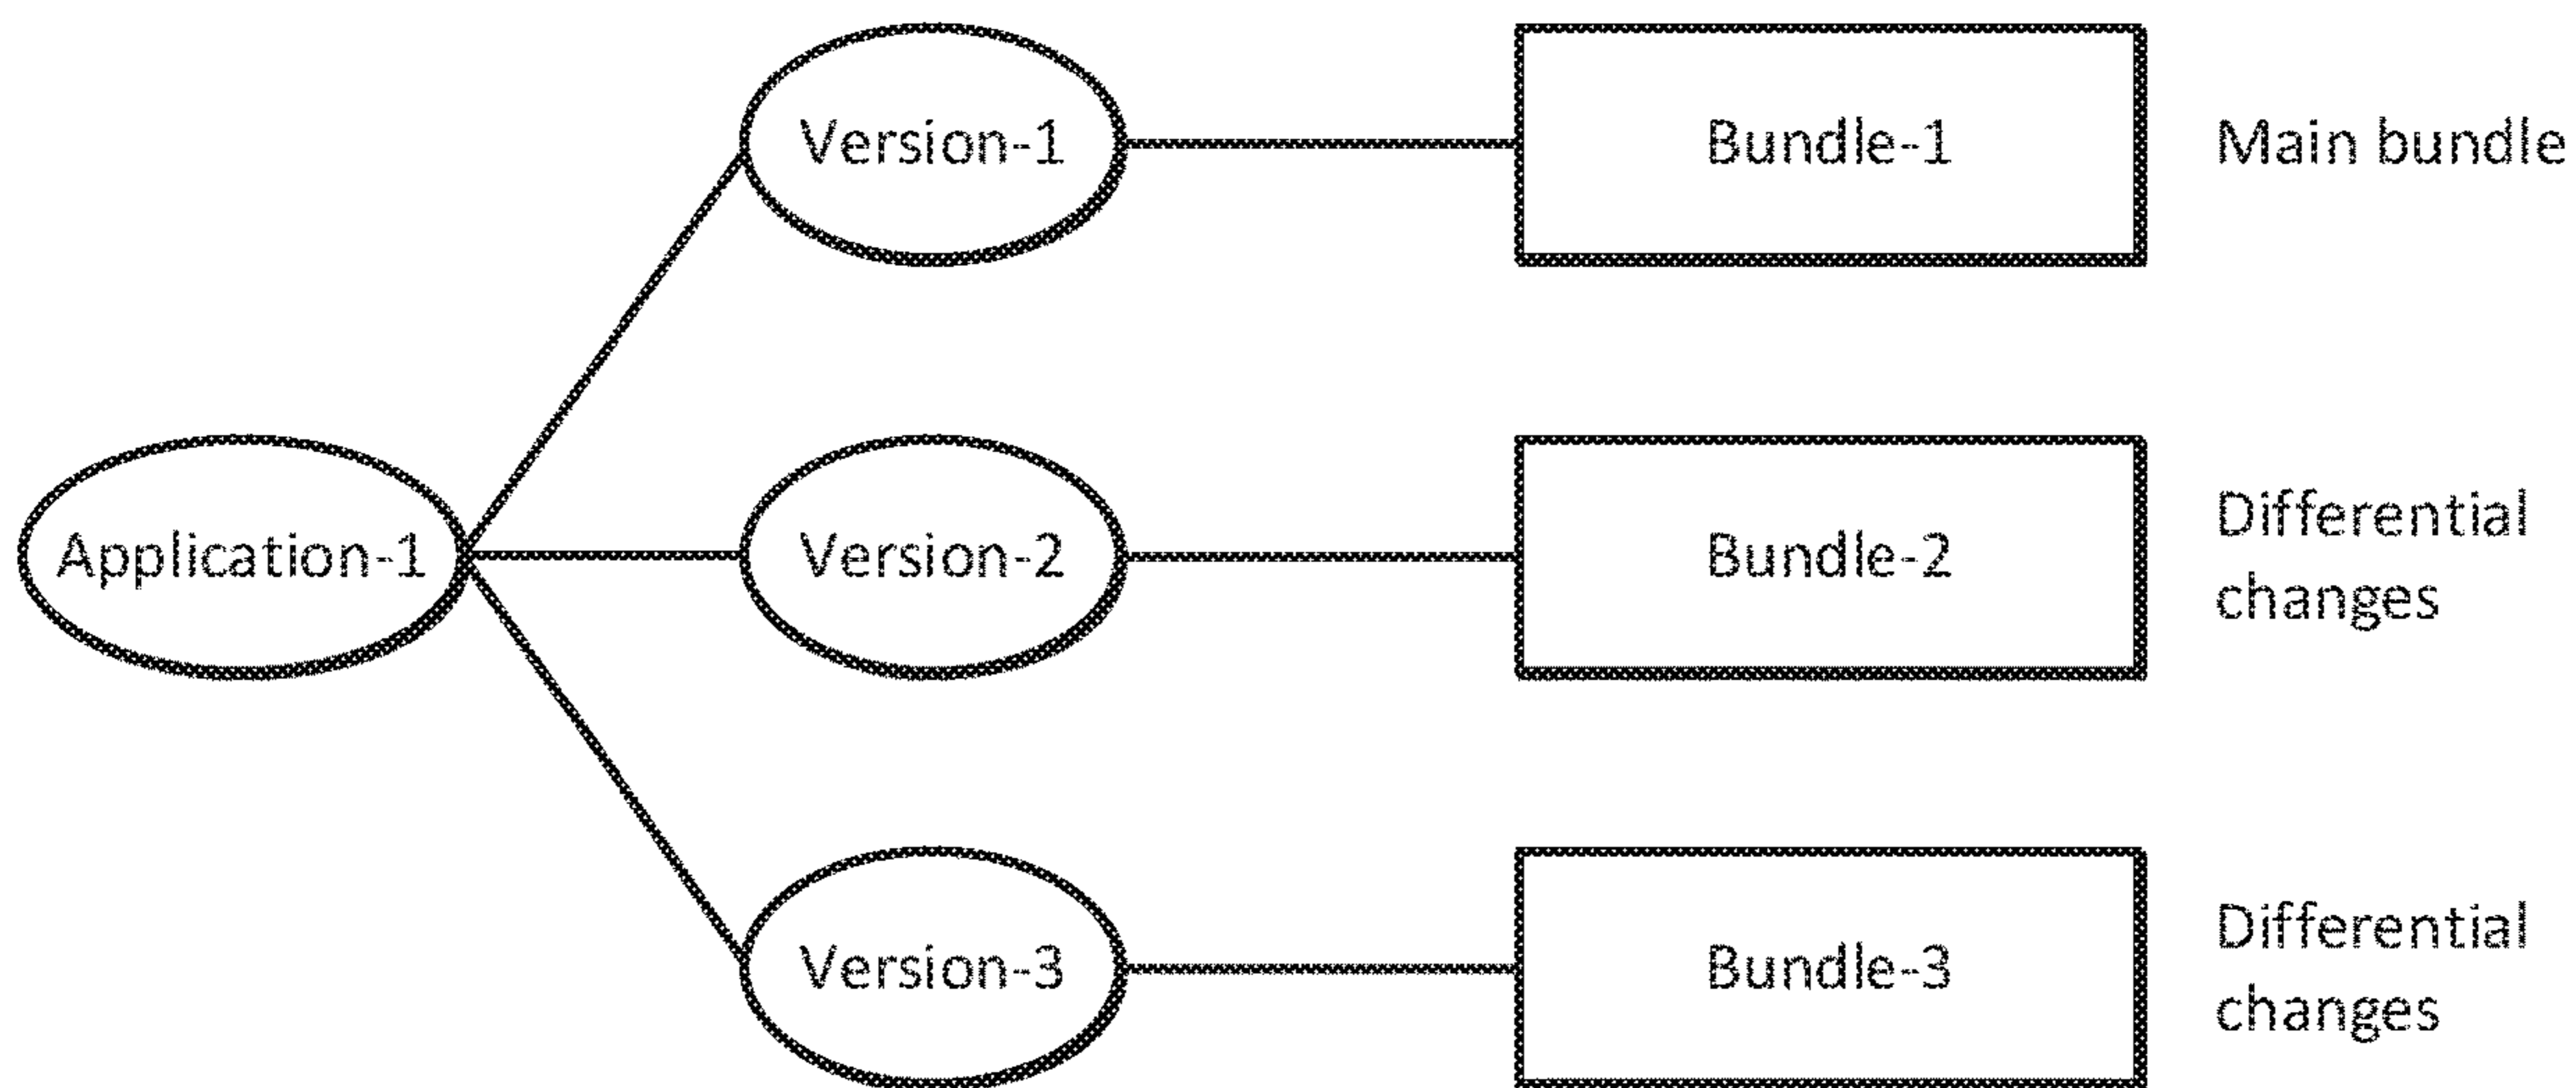 Version-1
Bundle-1
Main bundle
Application-1
Version-2
Bundle-2
Differential
changes
Version-3
Bundle-3
Differential
changes